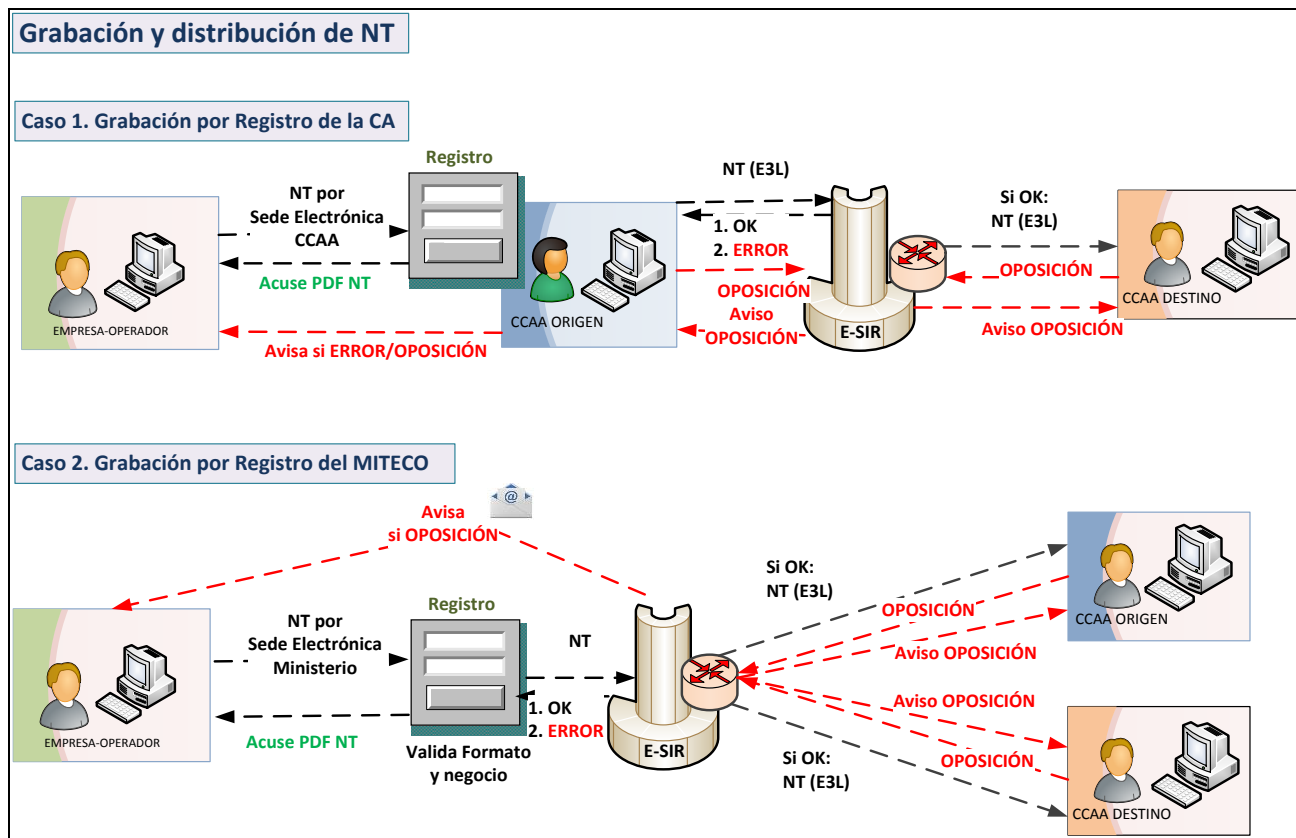 Grabación y distribución de NT
Caso 1. Grabación por Registro de la CA
Registro
NT por
Sede Electrónica
CCAA
Acuse PDF NT
EMPRESA-OPERADOR
Avisa si ERROR/OPOSICIÓN
CCAA ORIGEN
NT (E3L)
1. OK
2. ERROR
OPOSICIÓN
Aviso
OPOSICIÓN
E-SIR
Si OK:
NT (E3L)
OPOSICIÓN
Aviso OPOSICIÓN
CCAA DESTINO
Caso 2. Grabación por Registro del MITECO
@
Avisa
si OPOSICIÓN
NT por
Sede Electrónica
Ministerio
Acuse PDF NT
EMPRESA-OPERADOR
Registro
Valida Formato
y negocio
NT
1. OK
2. ERROR
E-SIR
Si OK:
NT (E3L)
OPOSICIÓN
Aviso OPOSICIÓN
CCAA ORIGEN
Aviso OPOSICIÓN
OPOSICIÓN
Si OK:
NT (E3L)
CCAA DESTINO